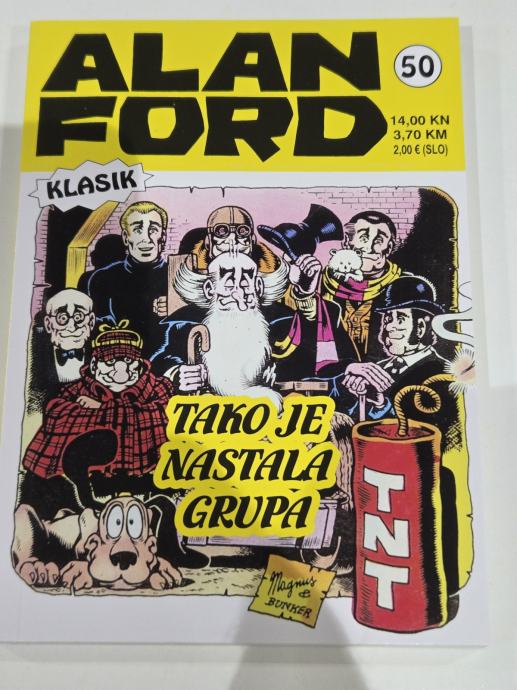 ALAN
FORD
50
14,00 KN
3,70 KM
2,00 € (SLO)
KLASIK
TAKO JE
NASTALA
GRUPA
TNT
Magnus &
BUNKER